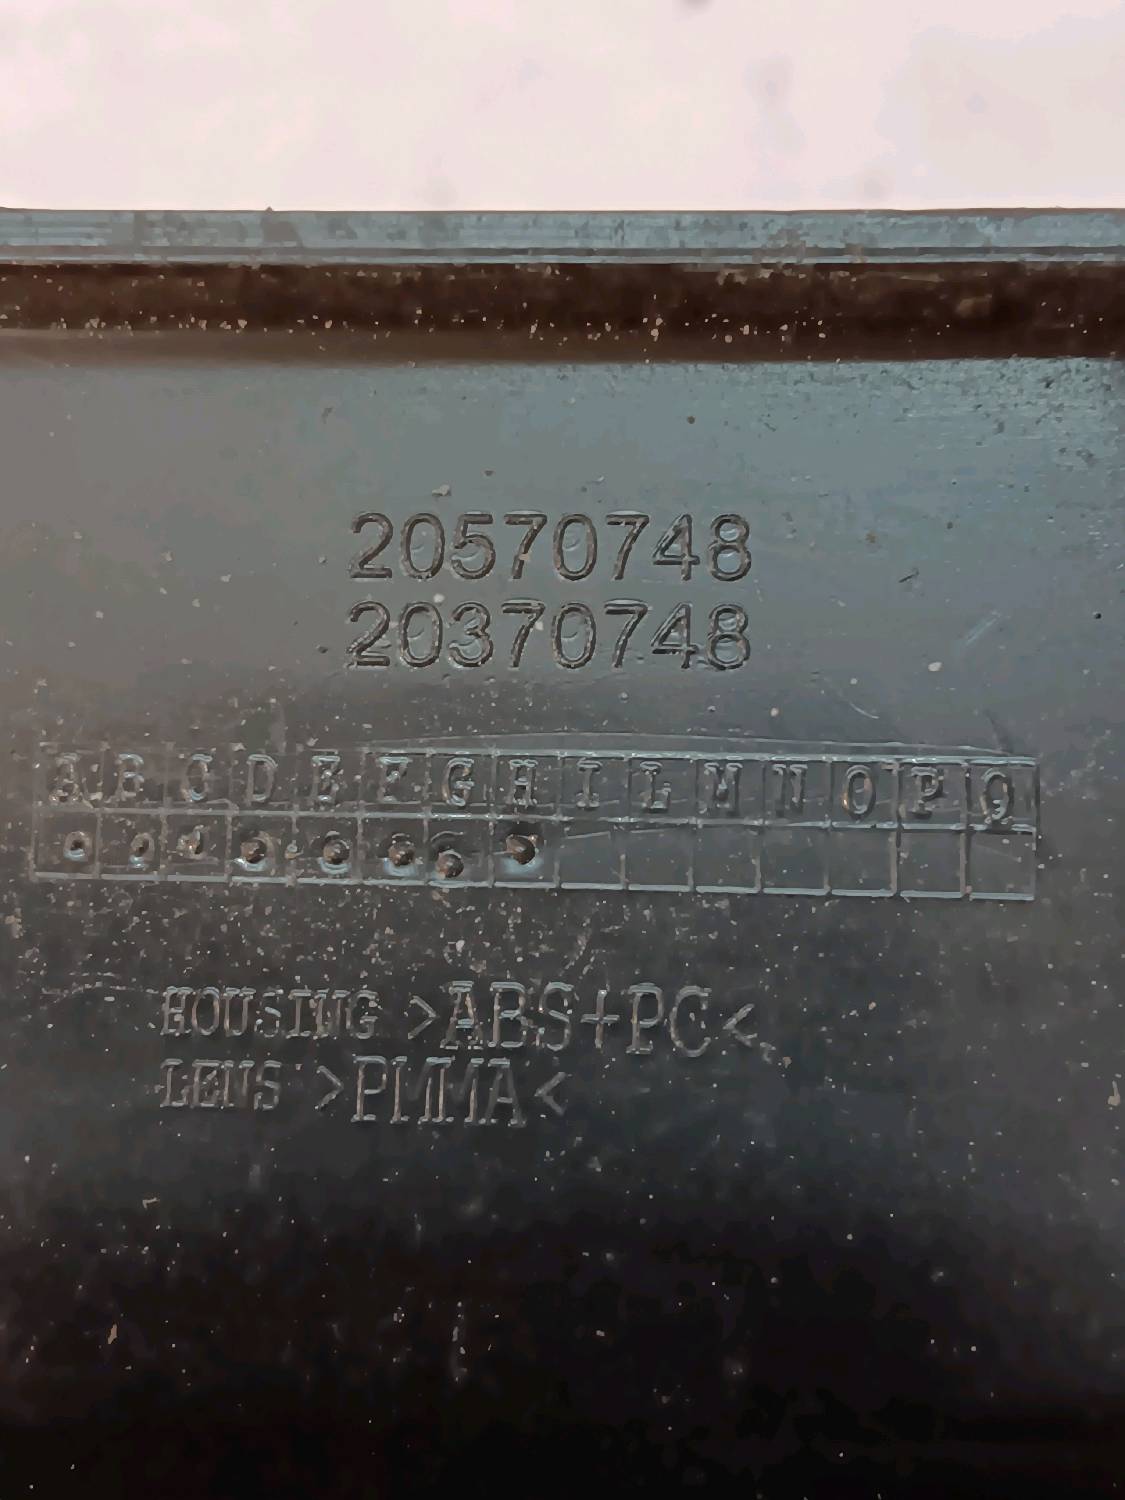 20570748
20370748
A B C D E F G H I L M N O P Q
HOUSING >ABS+PC<
LENS >PMMA<